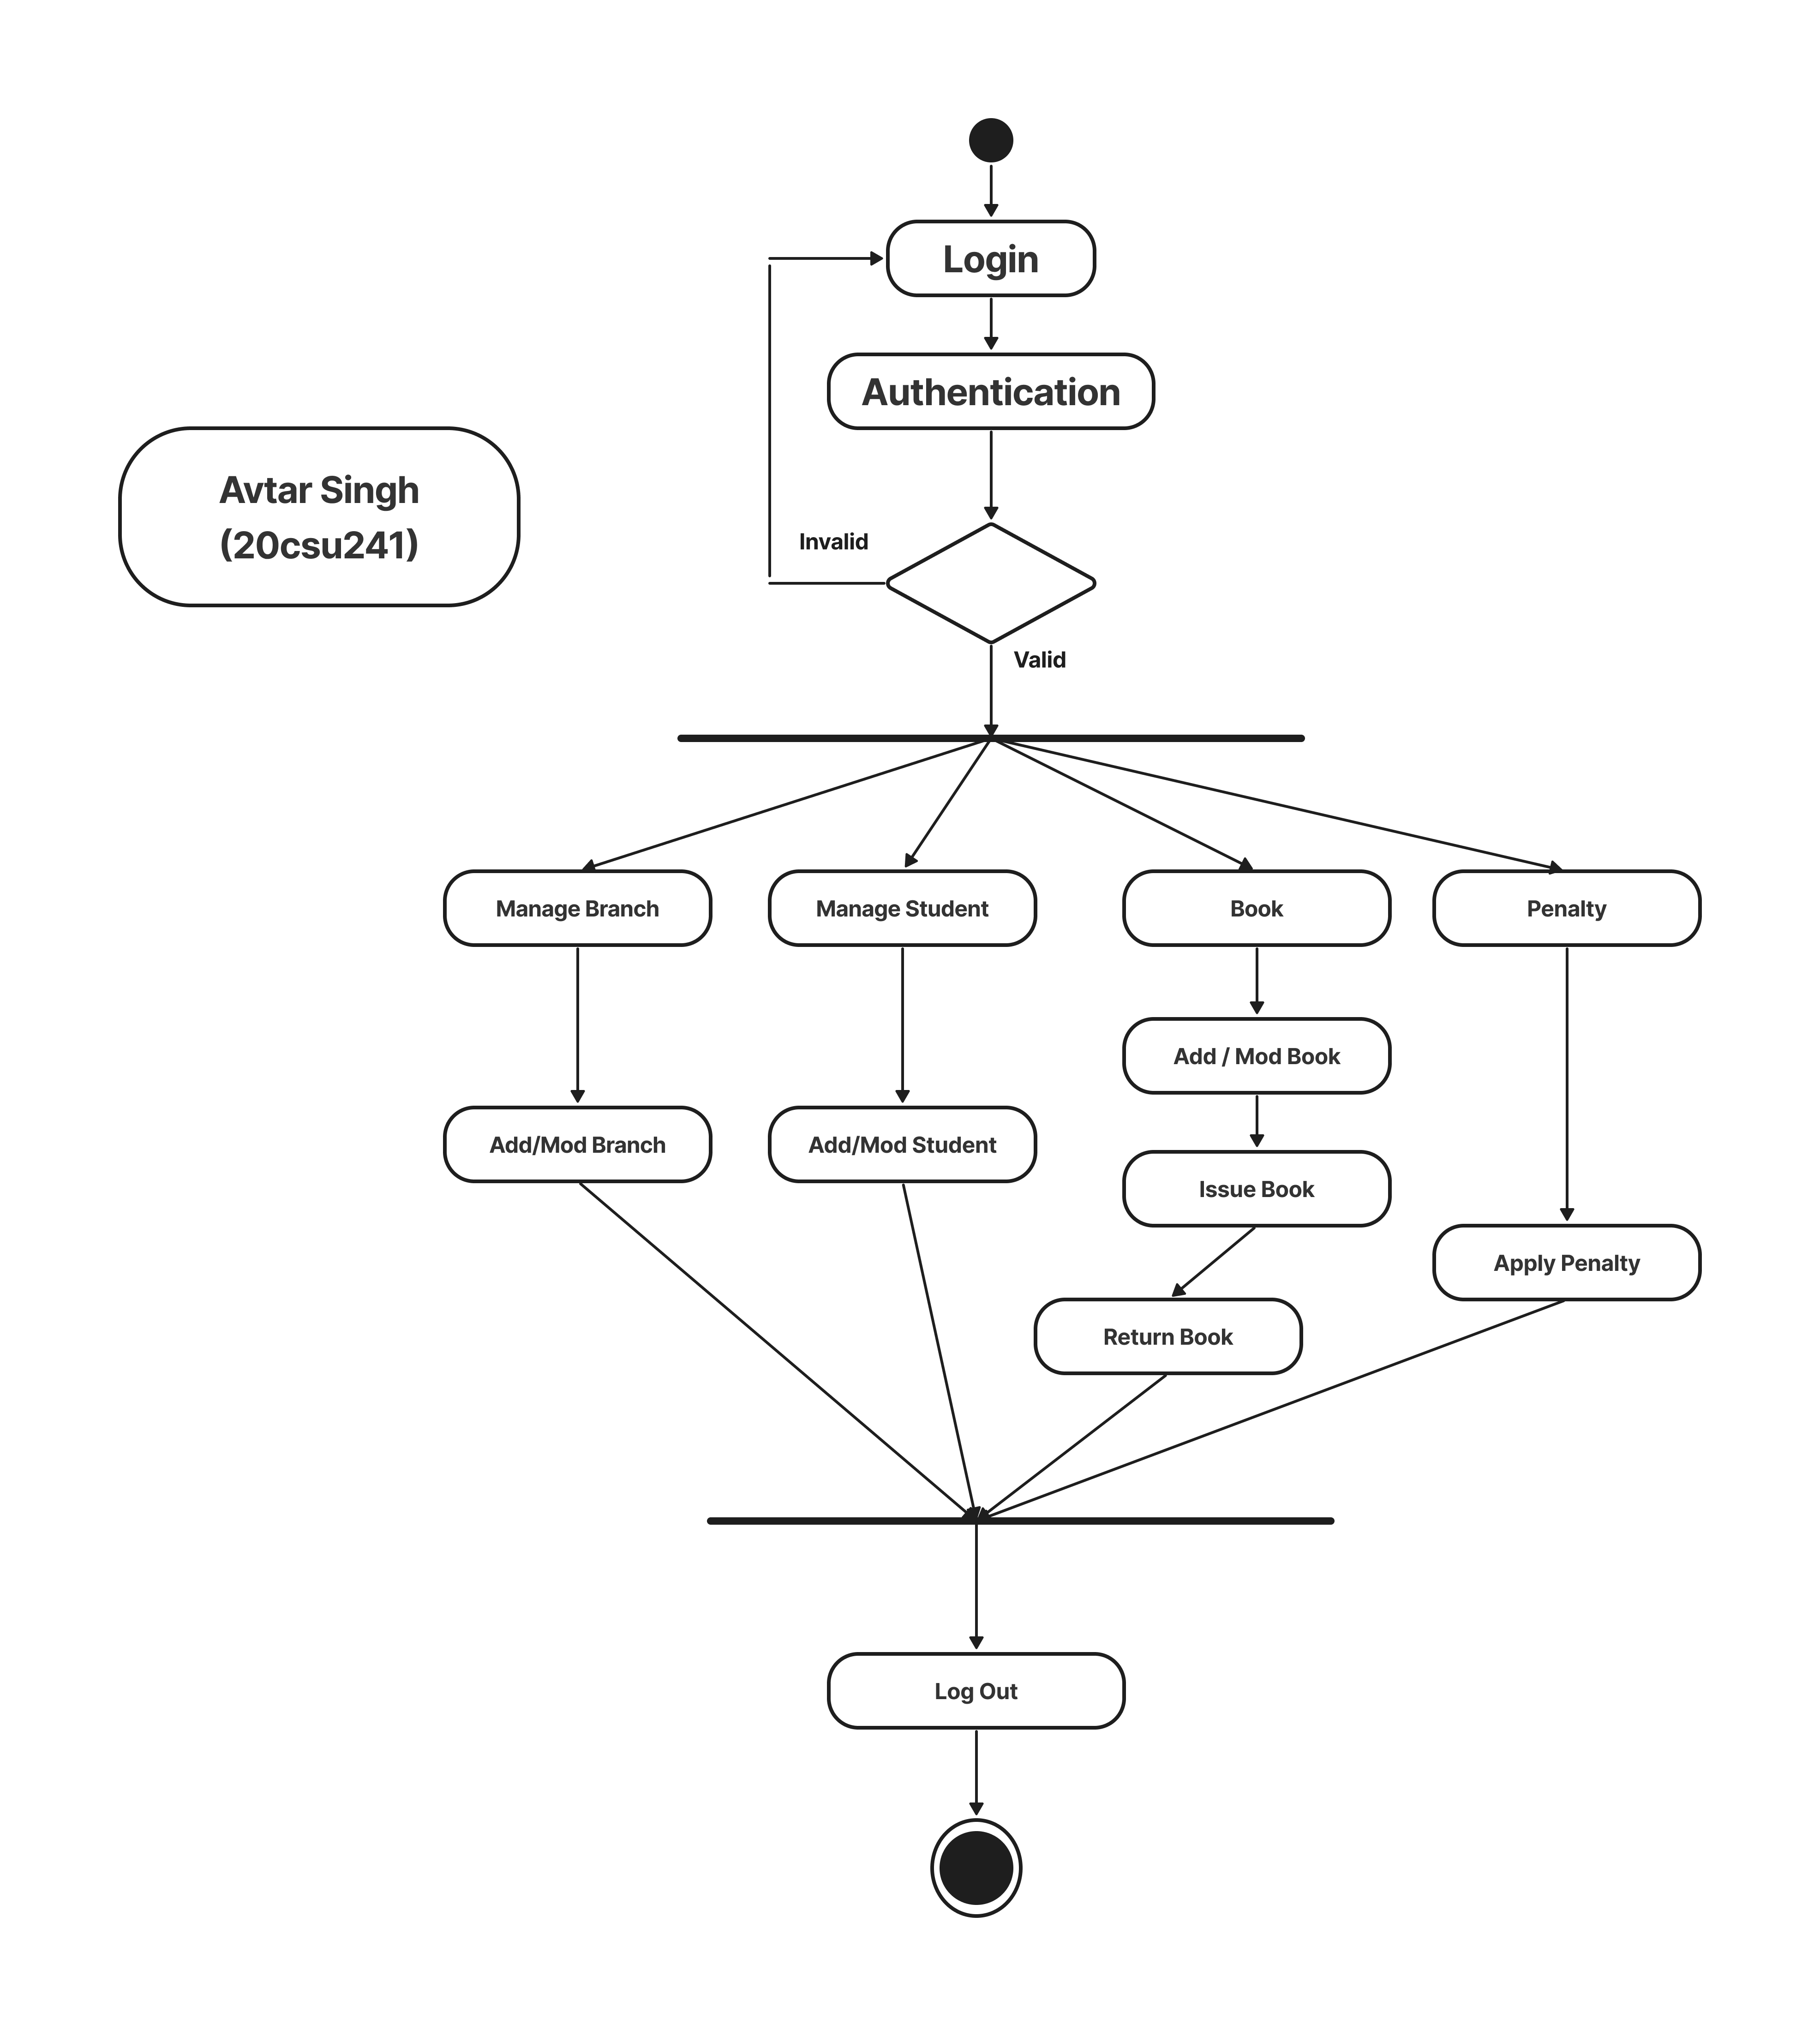 Login
Authentication
Avtar Singh
(20csu241)
Invalid
Valid
Manage Branch
Manage Student
Book
Penalty
Add / Mod Book
Add/Mod Branch
Add/Mod Student
Issue Book
Apply Penalty
Return Book
Log Out